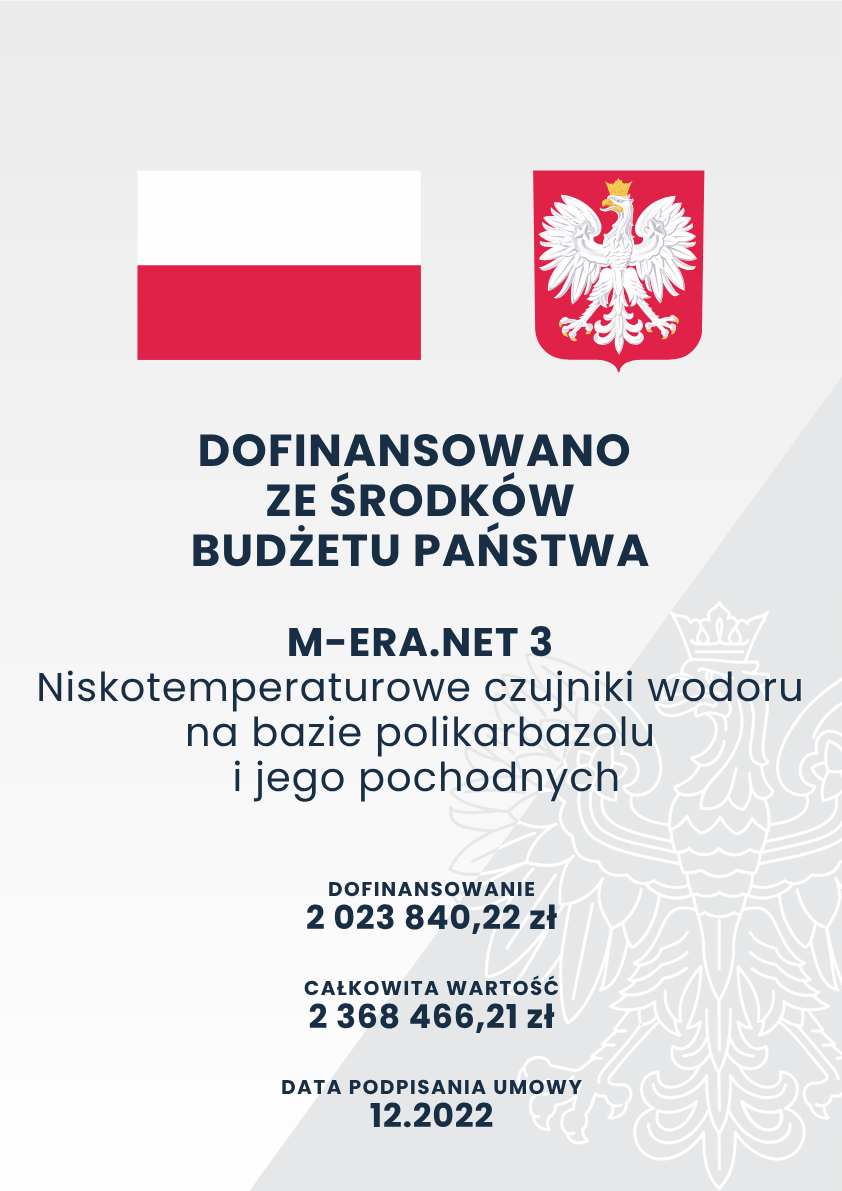 DOFINANSOWANO
ZE ŚRODKÓW
BUDŻETU PAŃSTWA
M-ERA.NET 3
Niskotemperaturowe czujniki wodoru
na bazie polikarbazolu
i jego pochodnych
DOFINANSOWANIE
2 023 840,22 zł
CAŁKOWITA WARTOŚĆ
2 368 466,21 zł
DATA PODPISANIA UMOWY
12.2022